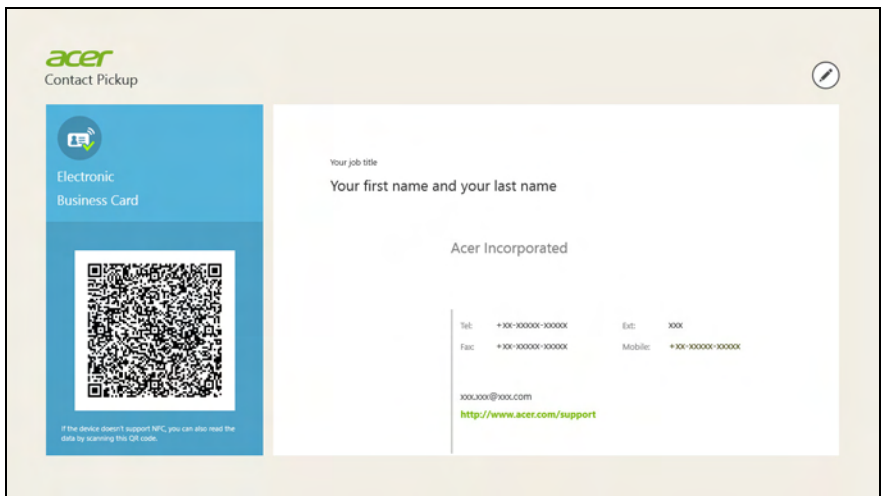 acer
Contact Pickup
Electronic
Business Card
If the device doesn't support NFC, you can also read the
data by scanning this QR code.
Your job title
Your first name and your last name
Acer Incorporated
Tel: +xx-xxxxx-xxxxx Ext: xxx
Fax: +xx-xxxxx-xxxxx Mobile: +xx-xxxxx-xxxxx
xxx.xxx@xxx.com
http://www.acer.com/support